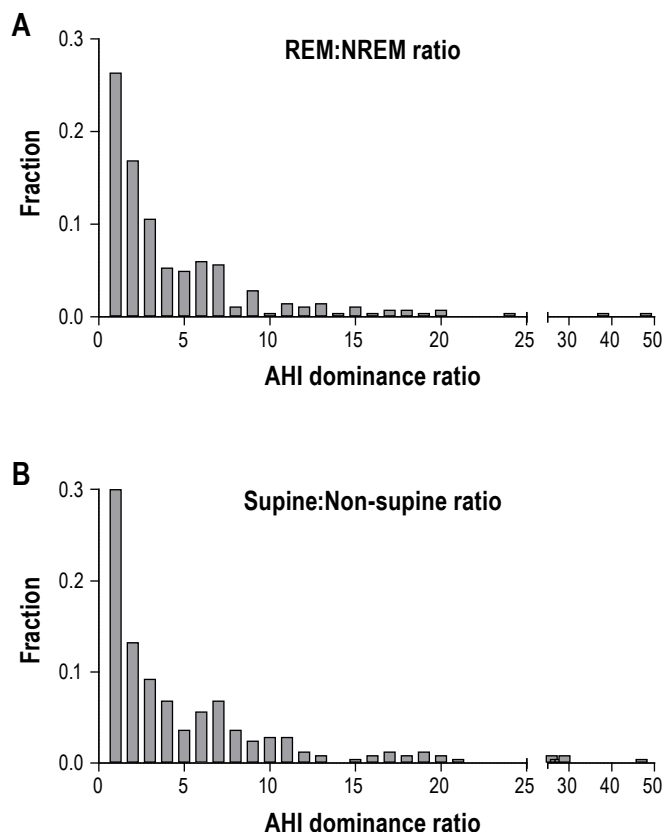 A
REM:NREM ratio
Fraction
0.3
0.2
0.1
0.0
0 5 10 15 20 25 30 40 50
AHI dominance ratio
B
Supine:Non-supine ratio
Fraction
0.3
0.2
0.1
0.0
0 5 10 15 20 25 30 40 50
AHI dominance ratio